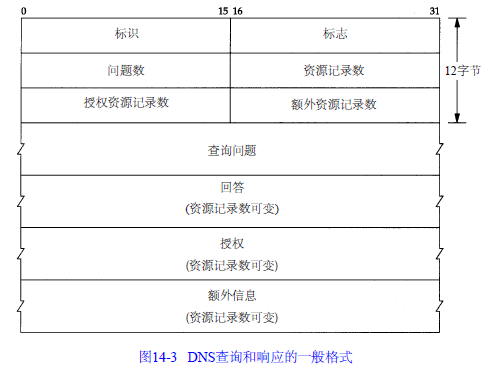 0 15 16 31
标识 标志
问题数 资源记录数 12字节
授权资源记录数 额外资源记录数
查询问题
回答
(资源记录数可变)
授权
(资源记录数可变)
额外信息
(资源记录数可变)
图14-3 DNS查询和响应的一般格式